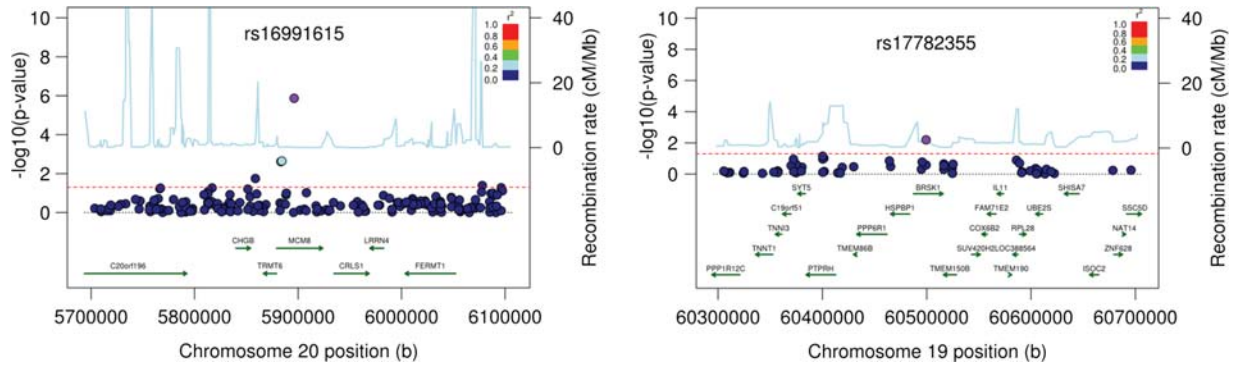 rs16991615
-log10(p-value)
10
8
6
4
2
0
r²
1.0
0.8
0.6
0.4
0.2
0.0
40
20
0
Recombination rate (cM/Mb)
CHGB MCM8 LRRN4
C20orf196 TRMT6 CRLS1 FERMT1
5700000 5800000 5900000 6000000 6100000
Chromosome 20 position (b)
rs17782355
-log10(p-value)
10
8
6
4
2
0
r²
1.0
0.8
0.6
0.4
0.2
0.0
40
20
0
Recombination rate (cM/Mb)
SYT5 BRSK1 IL11 SHISA7
C19orf51 HSPBP1 FAM71E2 UBE2S SSC5D
TNNI3 PPP6R1 COX6B2 RPL28 NAT14
TNNT1 TMEM86B SUV420H2 LOC388564 ZNF628
PPP1R12C PTPRH TMEM150B TMEM190 ISOC2
60300000 60400000 60500000 60600000 60700000
Chromosome 19 position (b)